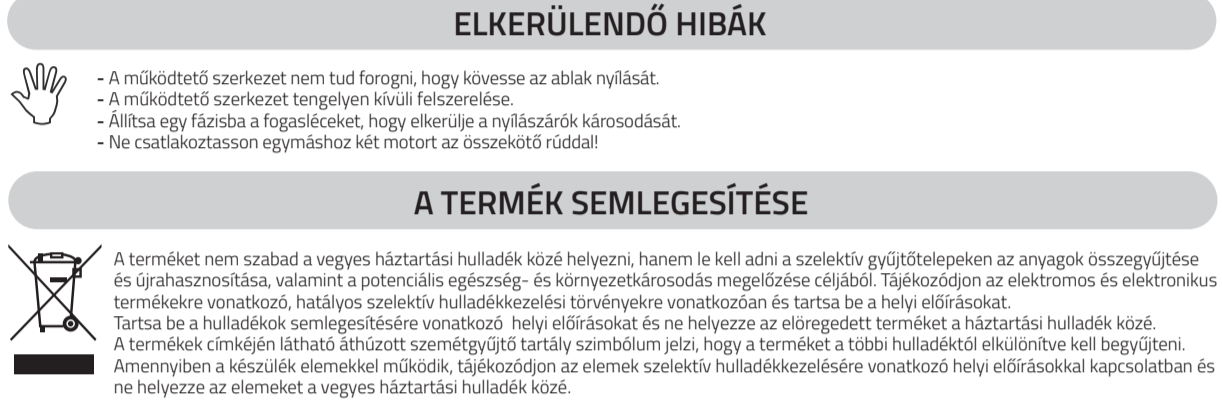 ELKERÜLENDŐ HIBÁK
- A működtető szerkezet nem tud forogni, hogy kövesse az ablak nyílását.
- A működtető szerkezet tengelyen kívüli felszerelése.
- Állítsa egy fázisba a fogasléceket, hogy elkerülje a nyílászárók károsodását.
- Ne csatlakoztasson egymáshoz két motort az összekötő rúddal!
A TERMÉK SEMLEGESÍTÉSE
A terméket nem szabad a vegyes háztartási hulladék közé helyezni, hanem le kell adni a szelektív gyűjtőtelepeken az anyagok összegyűjtése
és újrahasznosítása, valamint a potenciális egészség- és környezetkárosodás megelőzése céljából. Tájékozódjon az elektromos és elektronikus
termékekre vonatkozó, hatályos szelektív hulladékkezelési törvényekre vonatkozóan és tartsa be a helyi előírásokat.
Tartsa be a hulladékok semlegesítésére vonatkozó helyi előírásokat és ne helyezze az elöregedett terméket a háztartási hulladék közé.
A termékek címkéjén látható áthúzott szemétgyűjtő tartály szimbólum jelzi, hogy a terméket a többi hulladéktól elkülönítve kell begyűjteni.
Amennyiben a készülék elemekkel működik, tájékozódjon az elemek szelektív hulladékkezelésére vonatkozó helyi előírásokkal kapcsolatban és
ne helyezze az elemeket a vegyes háztartási hulladék közé.